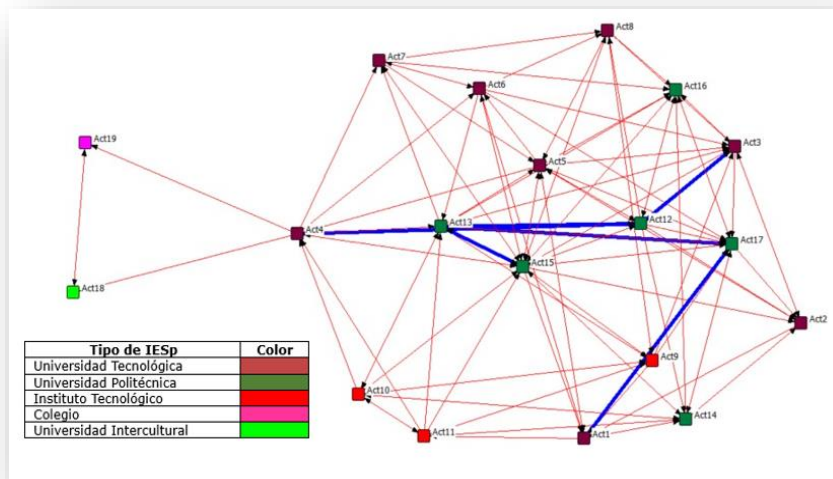 Act8
Act7
Act6
Act16
Act19
Act3
Act5
Act13
Act12
Act4
Act17
Act15
Act18
Act2
Act9
Act10
Act14
Act11
Act1
Tipo de IESp Color
Universidad Tecnológica
Universidad Politécnica
Instituto Tecnológico
Colegio
Universidad Intercultural